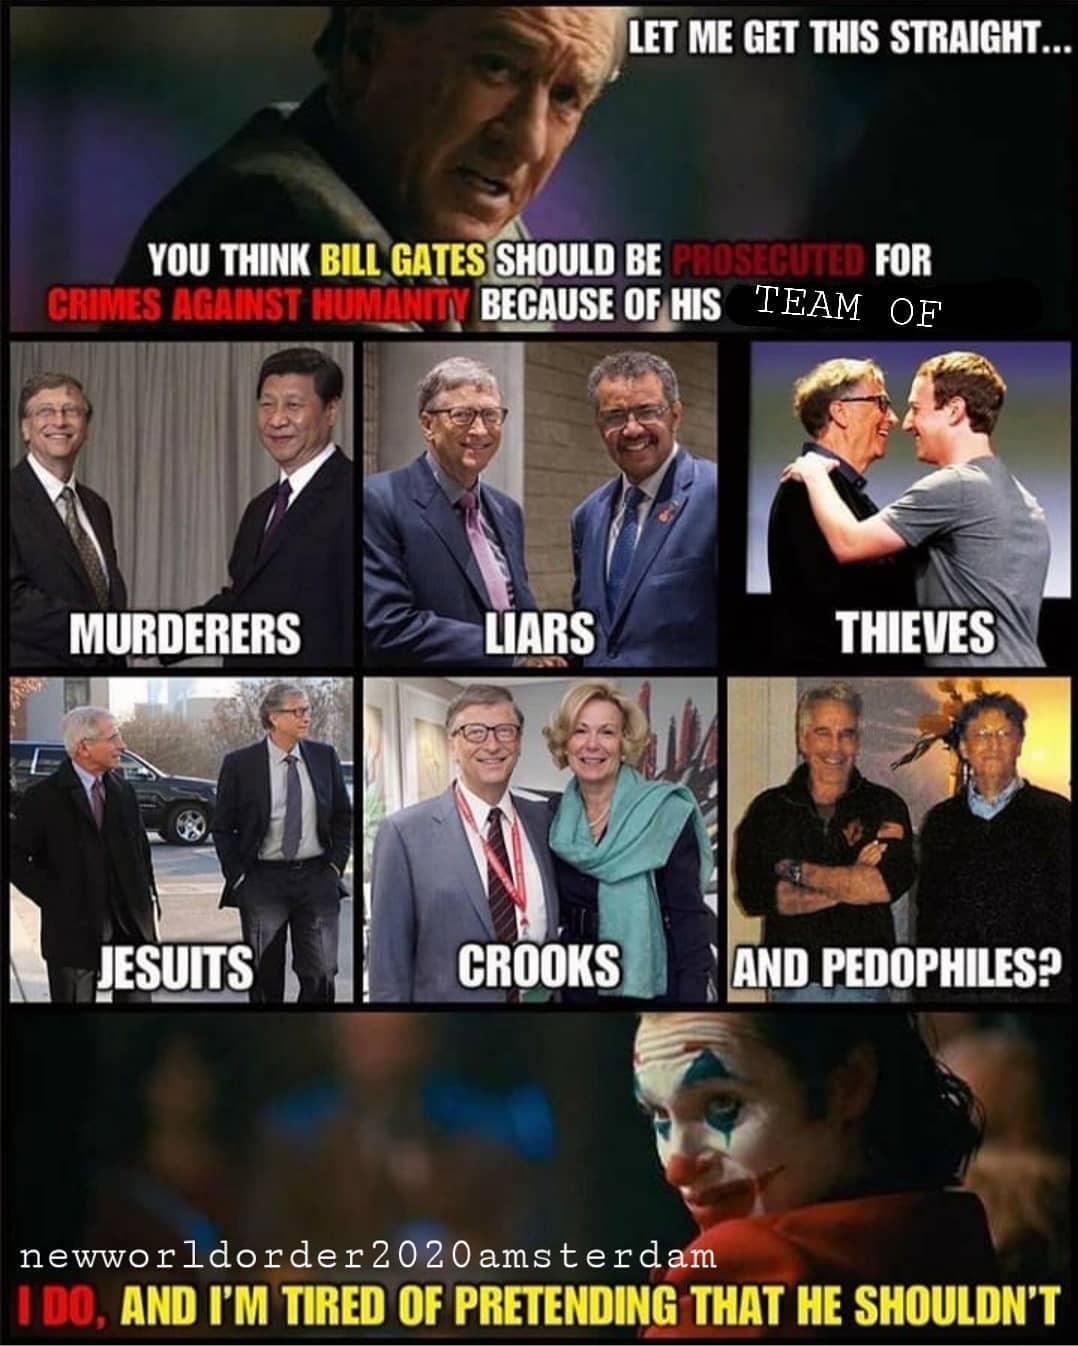 LET ME GET THIS STRAIGHT...
YOU THINK BILL GATES SHOULD BE PROSECUTED FOR
CRIMES AGAINST HUMANITY BECAUSE OF HIS TEAM OF
MURDERERS
LIARS
THIEVES
JESUITS
CROOKS
AND PEDOPHILES?
newworldorder2020amsterdam
I DO, AND I'M TIRED OF PRETENDING THAT HE SHOULDN'T